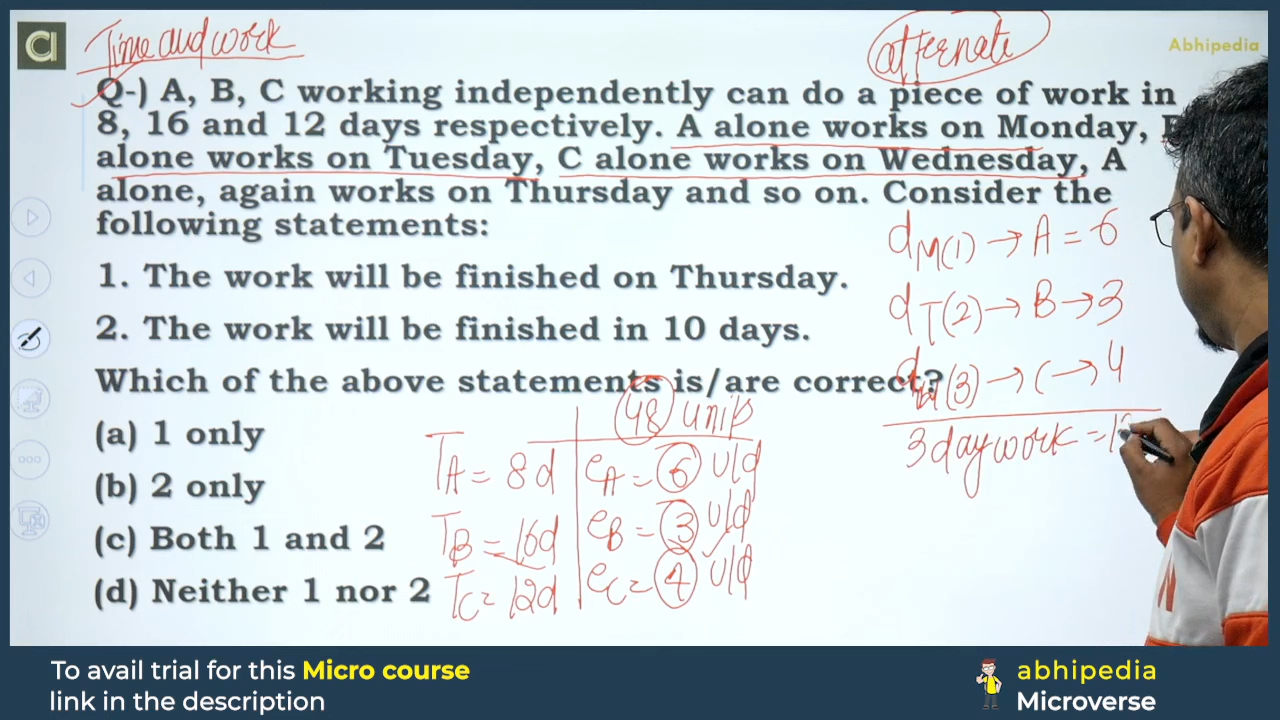 Time and work
alternate
Abhipedia
Q-) A, B, C working independently can do a piece of work in
8, 16 and 12 days respectively. A alone works on Monday,
alone works on Tuesday, C alone works on Wednesday, A
alone, again works on Thursday and so on. Consider the
following statements:
1. The work will be finished on Thursday.
2. The work will be finished in 10 days.
Which of the above statements is/are correct?
(a) 1 only
(b) 2 only
(c) Both 1 and 2
(d) Neither 1 nor 2
48 units
TA = 8d eA = 6 u/d
TB = 16d eB = 3 u/d
TC = 12d eC = 4 u/d
dM(1) → A = 6
dT(2) → B → 3
(3) → C → 4
3 day work =
To avail trial for this Micro course
link in the description
abhipedia
Microverse